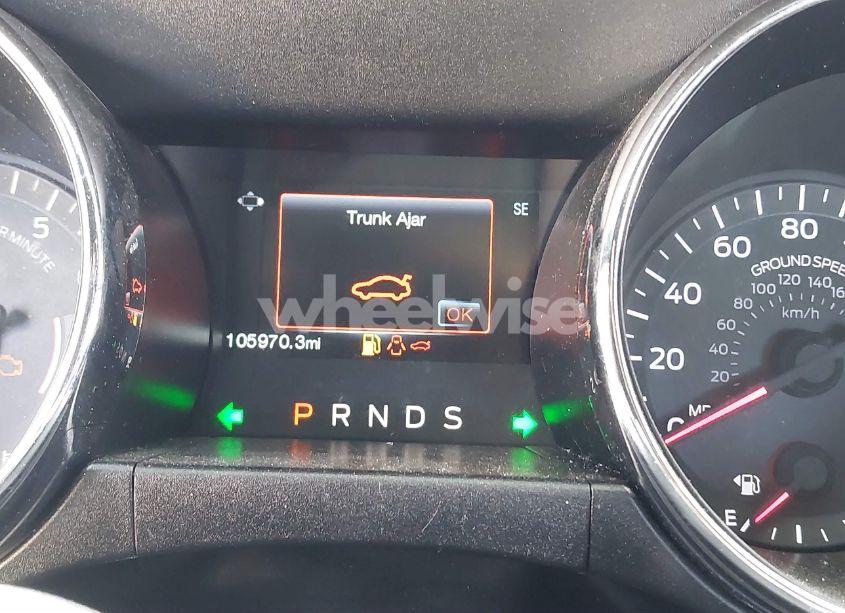 5
R MINUTE
Trunk Ajar
SE
OK
wheelwise
105970.3mi
P R N D S
20 40 60 80
GROUND SPEE
20 40 60 80 100 120 140
km/h
E